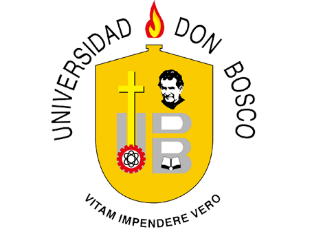 UNIVERSIDAD DON BOSCO
UDB
VITAM IMPENDERE VERO